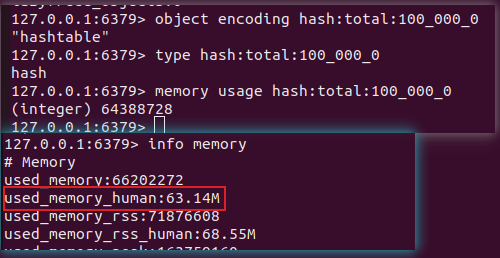 127.0.0.1:6379> object encoding hash:total:100_000_0
"hashtable"
127.0.0.1:6379> type hash:total:100_000_0
hash
127.0.0.1:6379> memory usage hash:total:100_000_0
(integer) 64388728
127.0.0.1:6379>
127.0.0.1:6379> info memory
# Memory
used_memory:66202272
used_memory_human:63.14M
used_memory_rss:71876608
used_memory_rss_human:68.55M